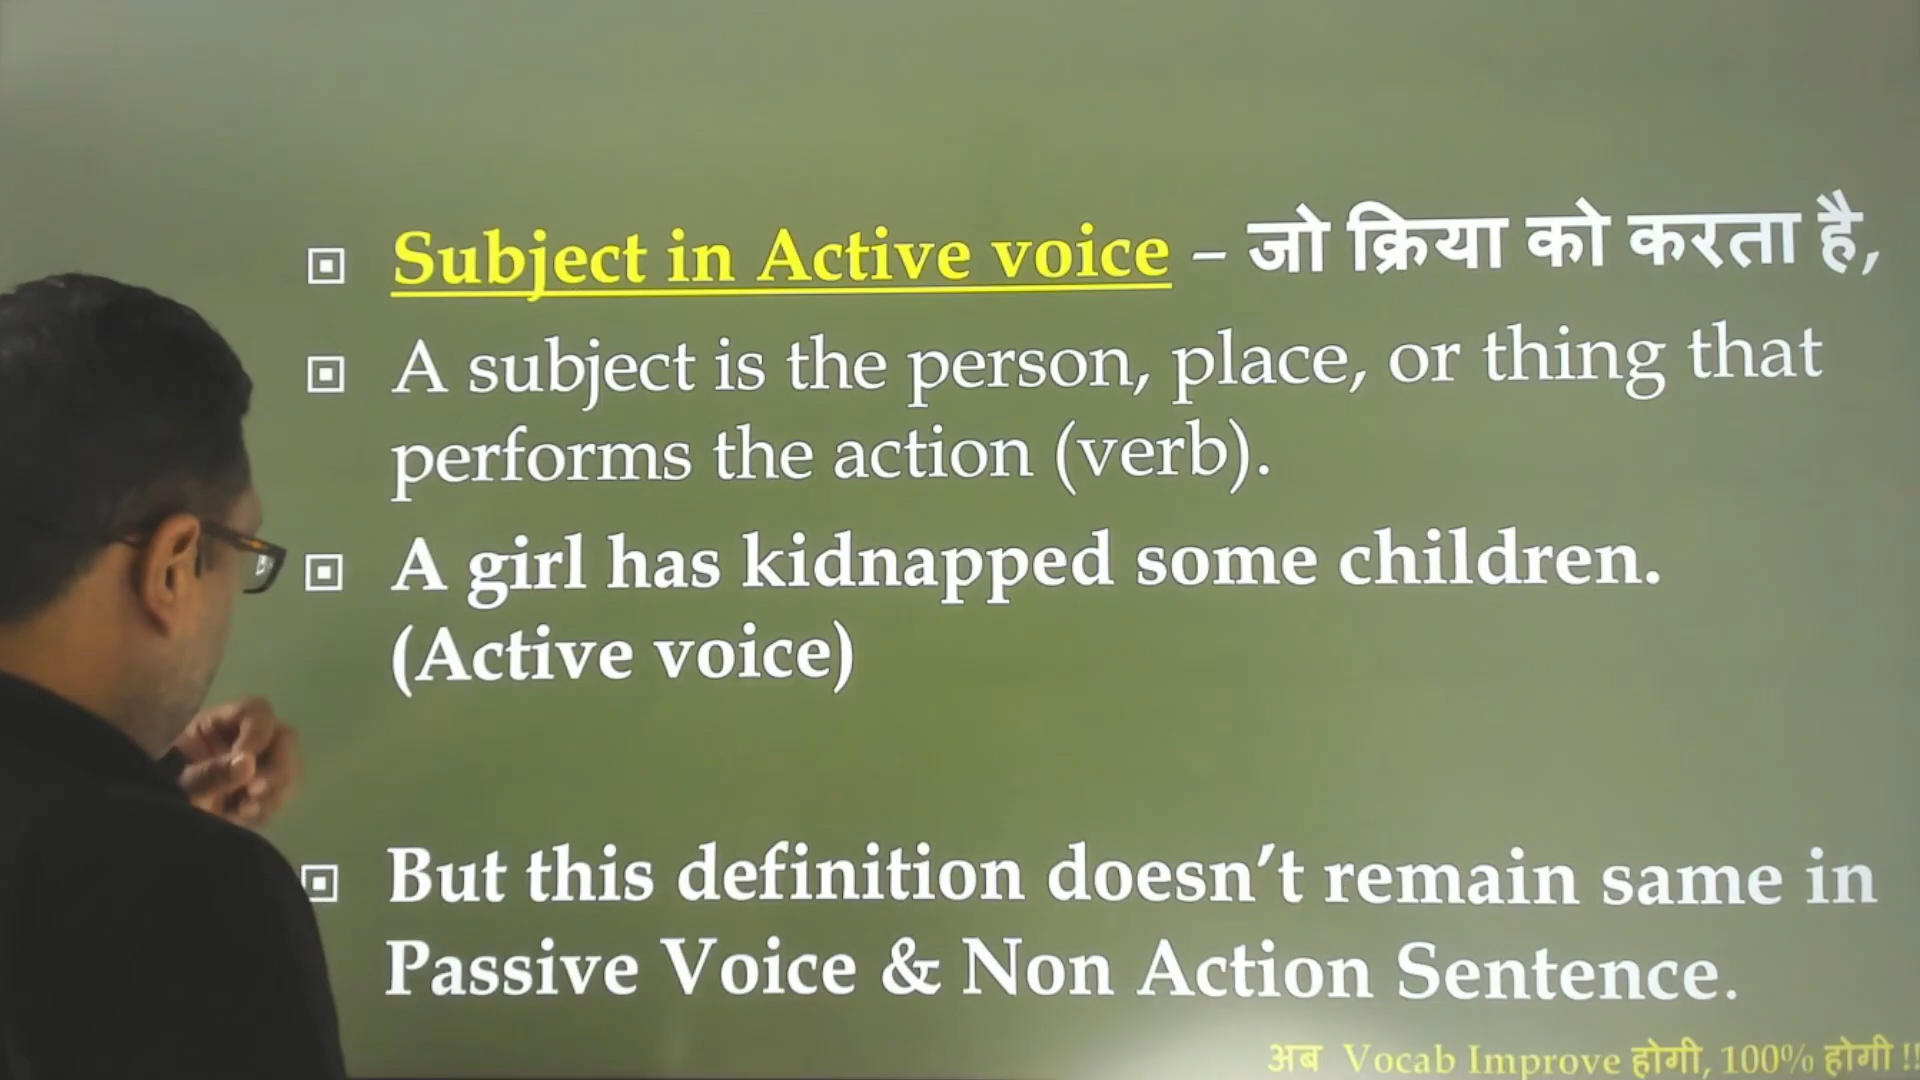 Subject in Active voice – जो क्रिया को करता है,
A subject is the person, place, or thing that
performs the action (verb).
A girl has kidnapped some children.
(Active voice)
But this definition doesn’t remain same in
Passive Voice & Non Action Sentence.
अब Vocab Improve होगी, 100% होगी !!